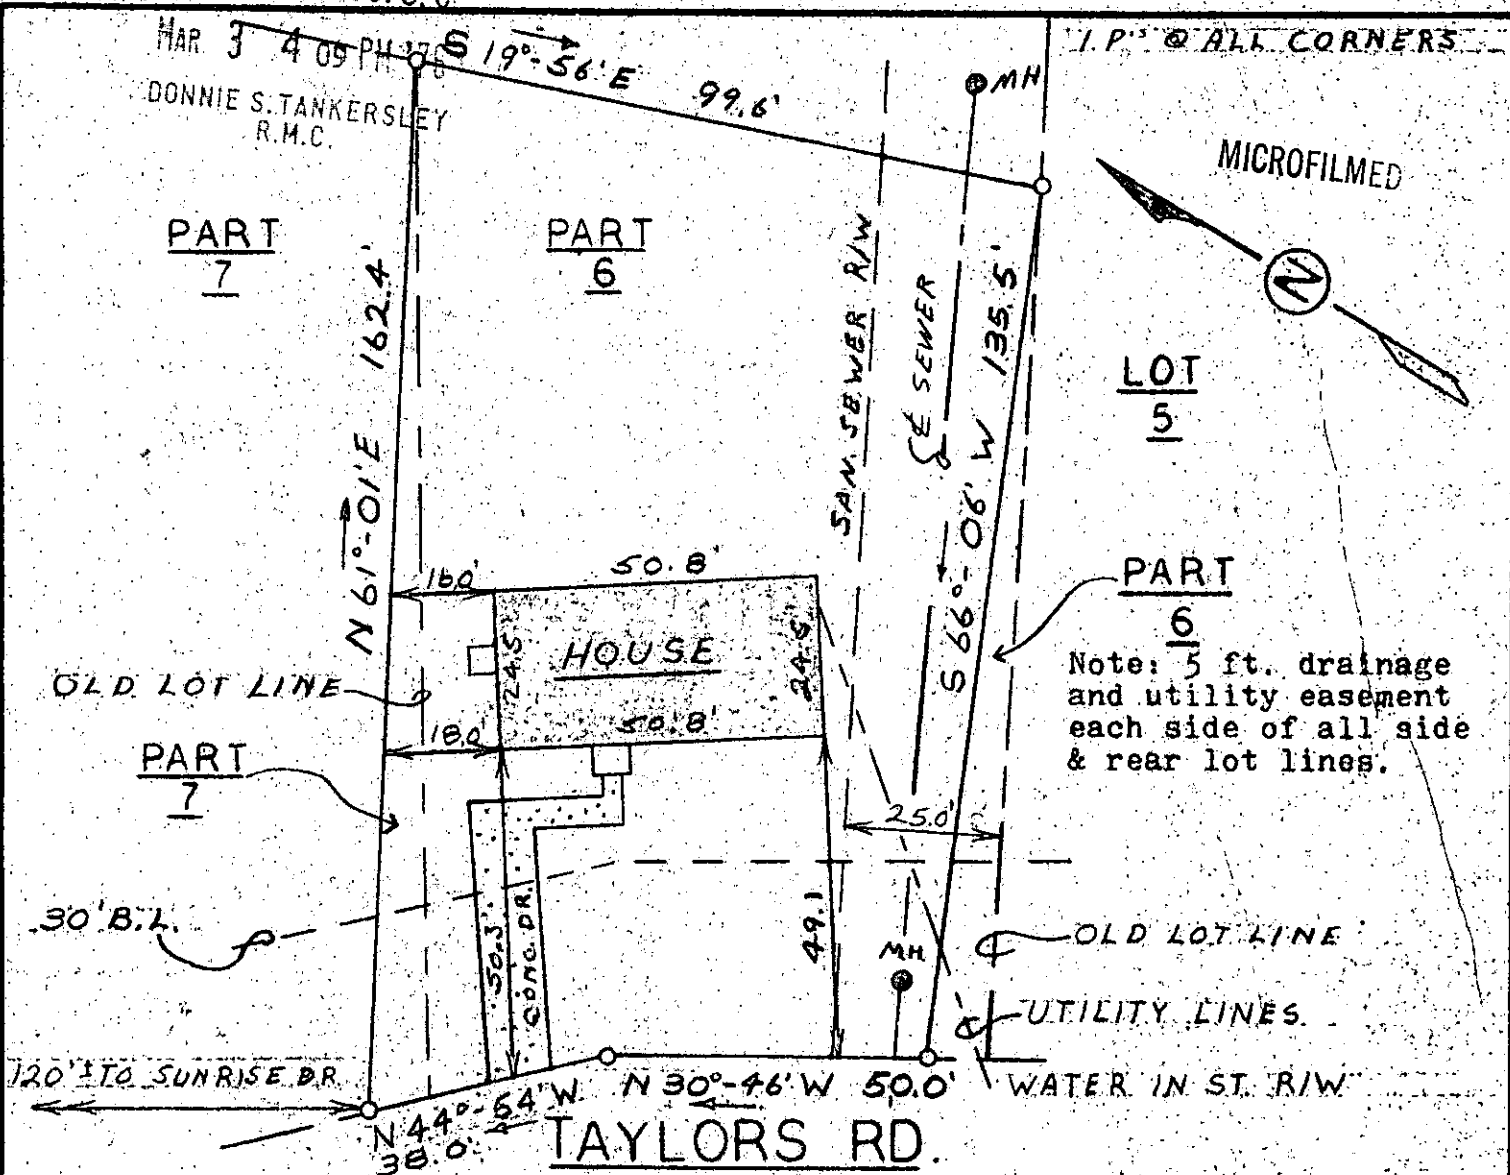 MAR 3 4 09 PM '76
DONNIE S. TANKERSLEY
R.M.C.
S 19°-56' E 99.6'
I.P.'s @ ALL CORNERS
MH
MICROFILMED
N
PART
7
PART
6
N 61°-01' E 162.4'
SAN. SEWER R/W
℄ SEWER
S 66°-06' W 135.5'
LOT
5
PART
6
Note: 5 ft. drainage
and utility easement
each side of all side
& rear lot lines.
16.0'
50.8'
HOUSE
24.5
24.5
OLD LOT LINE
18.0'
50.8'
PART
7
25.0'
30' B.L.
50.3'
CONC. DR.
49.1
MH
OLD LOT LINE
UTILITY LINES
120'± TO SUNRISE DR.
N 44°-54' W
38.0'
N 30°-46' W 50.0'
WATER IN ST. R/W
TAYLORS RD.